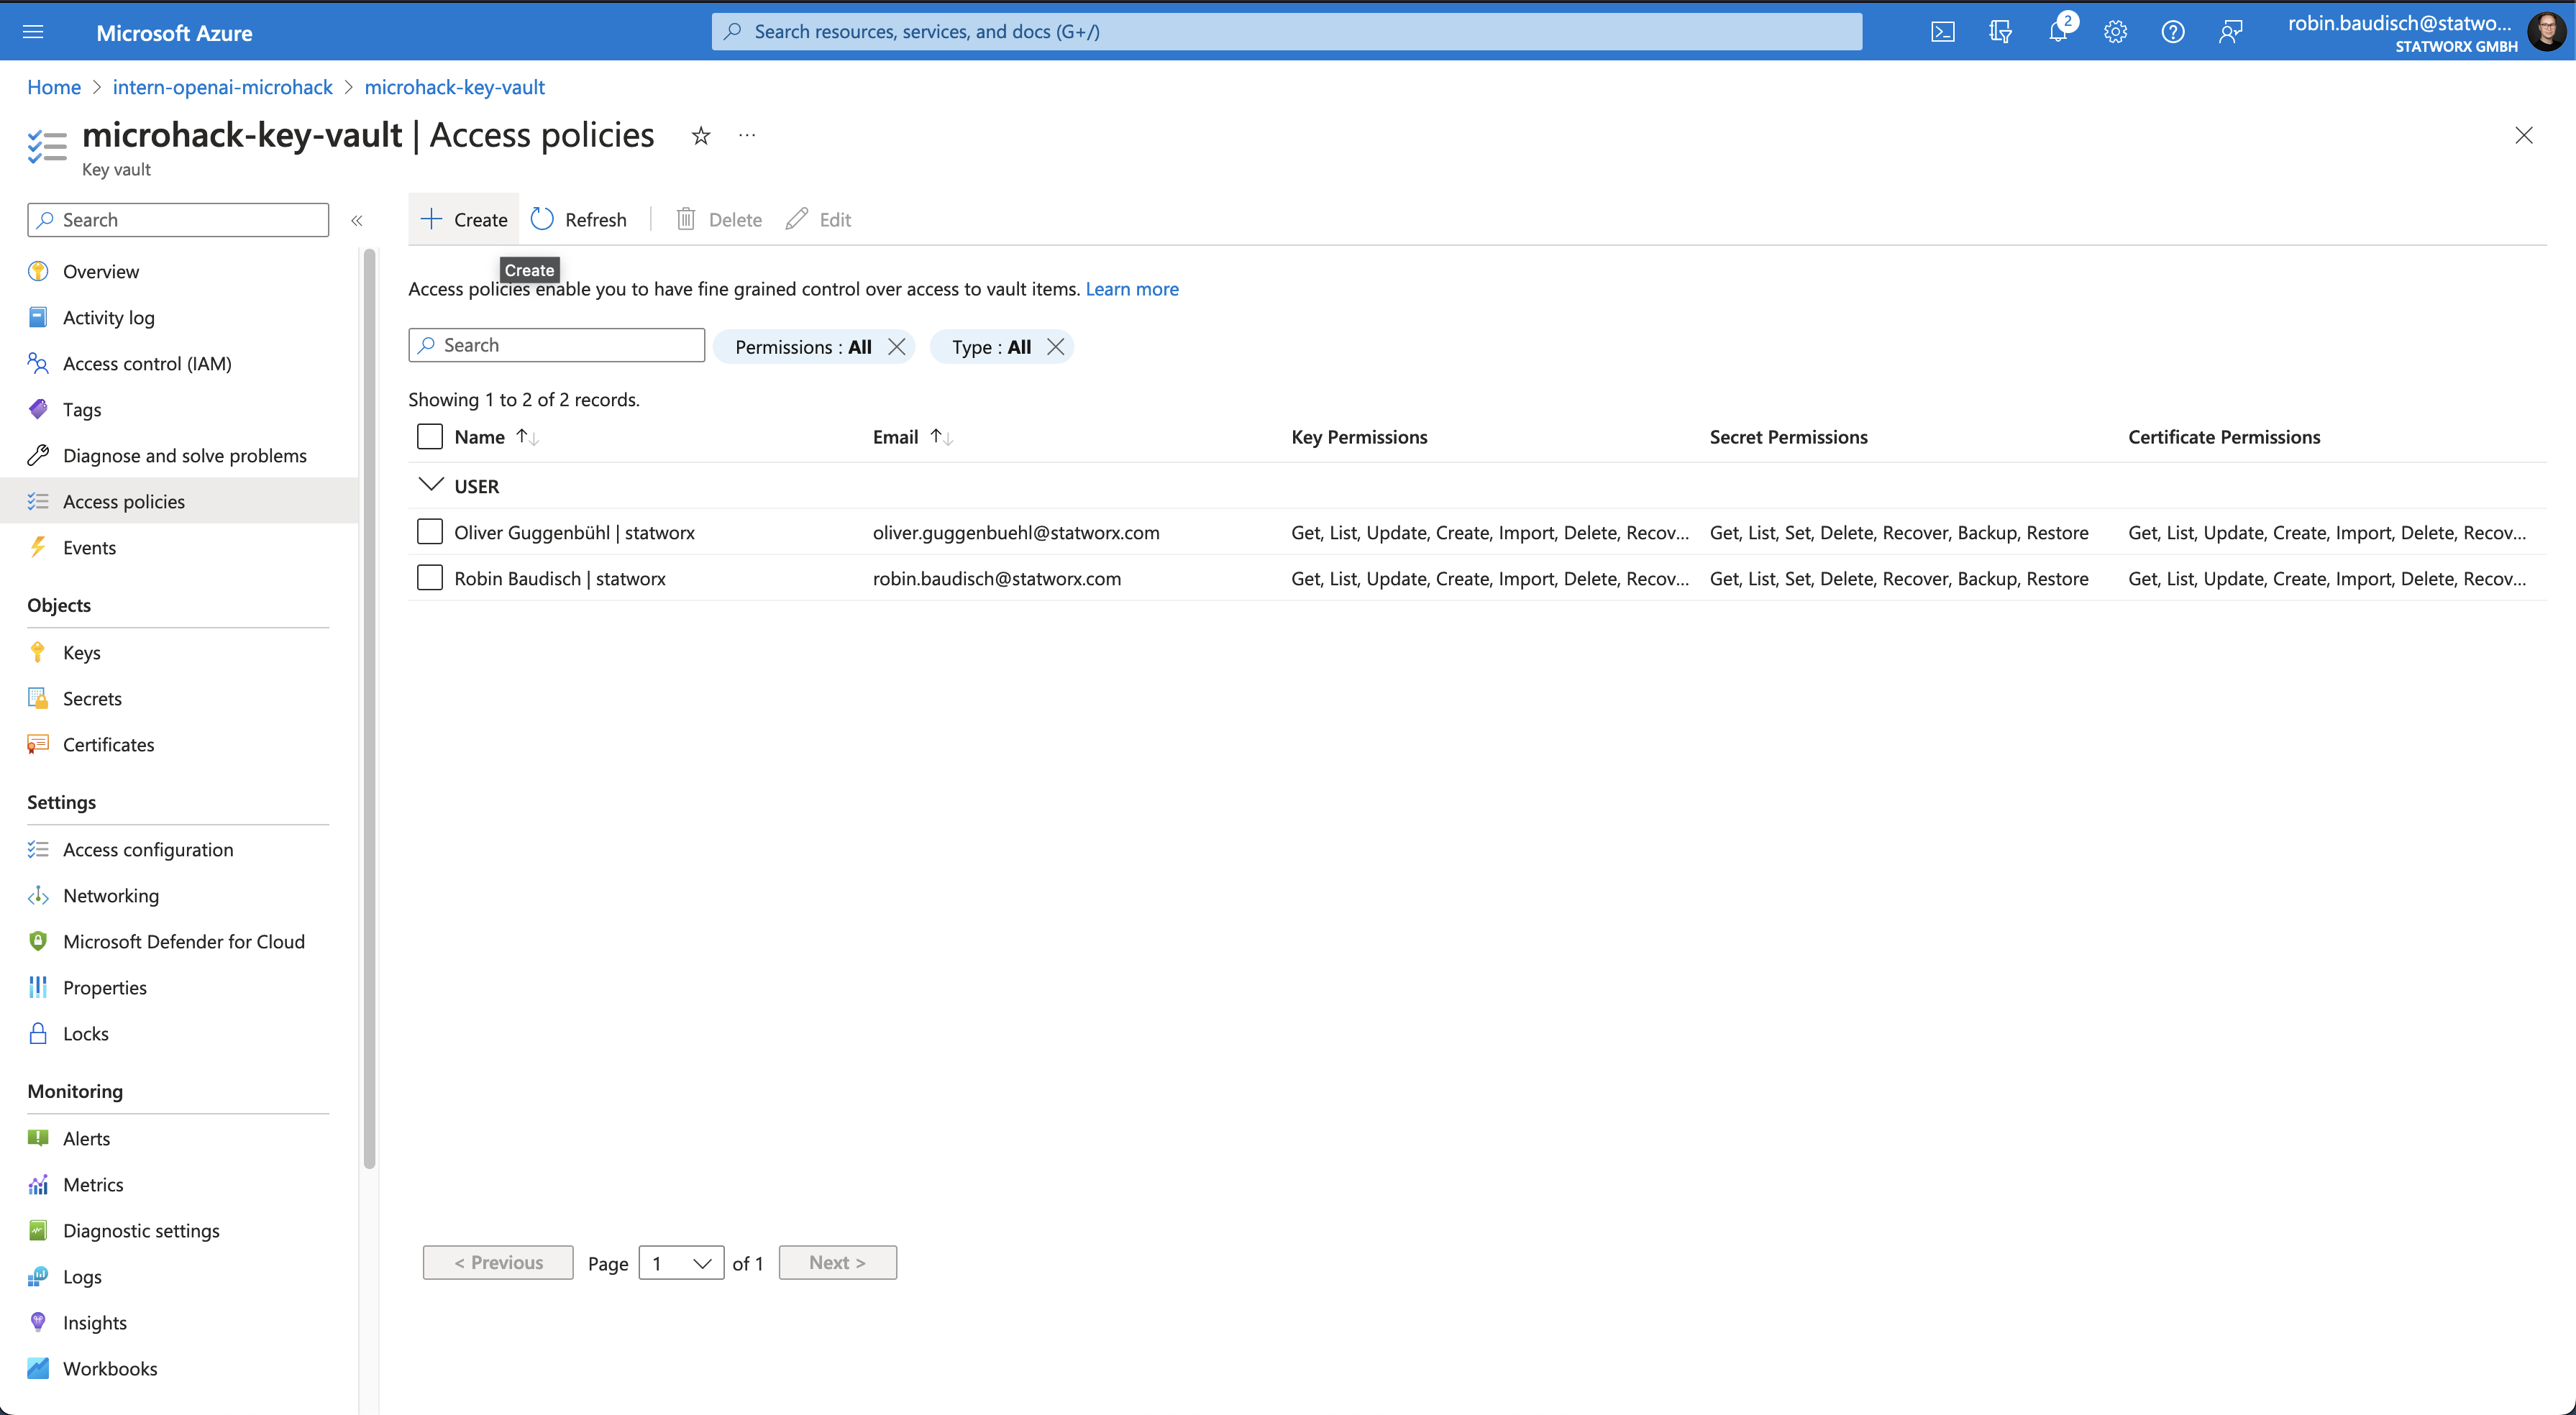 Microsoft Azure
Search resources, services, and docs (G+/)
2
robin.baudisch@statwo...
STATWORX GMBH
Home > intern-openai-microhack > microhack-key-vault
microhack-key-vault | Access policies
Key vault
Search
Overview
Activity log
Access control (IAM)
Tags
Diagnose and solve problems
Access policies
Events
Objects
Keys
Secrets
Certificates
Settings
Access configuration
Networking
Microsoft Defender for Cloud
Properties
Locks
Monitoring
Alerts
Metrics
Diagnostic settings
Logs
Insights
Workbooks
Create Refresh Delete Edit
Create
Access policies enable you to have fine grained control over access to vault items. Learn more
Search Permissions : All Type : All
Showing 1 to 2 of 2 records.
Name Email Key Permissions Secret Permissions Certificate Permissions
USER
Oliver Guggenbühl | statworx oliver.guggenbuehl@statworx.com Get, List, Update, Create, Import, Delete, Recov... Get, List, Set, Delete, Recover, Backup, Restore Get, List, Update, Create, Import, Delete, Recov...
Robin Baudisch | statworx robin.baudisch@statworx.com Get, List, Update, Create, Import, Delete, Recov... Get, List, Set, Delete, Recover, Backup, Restore Get, List, Update, Create, Import, Delete, Recov...
< Previous Page 1 of 1 Next >